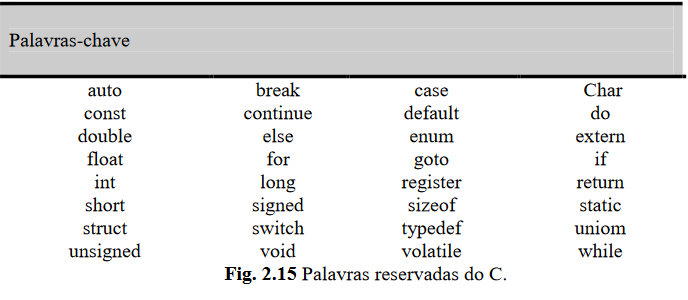 Palavras-chave
auto break case Char
const continue default do
double else enum extern
float for goto if
int long register return
short signed sizeof static
struct switch typedef uniom
unsigned void volatile while
Fig. 2.15 Palavras reservadas do C.